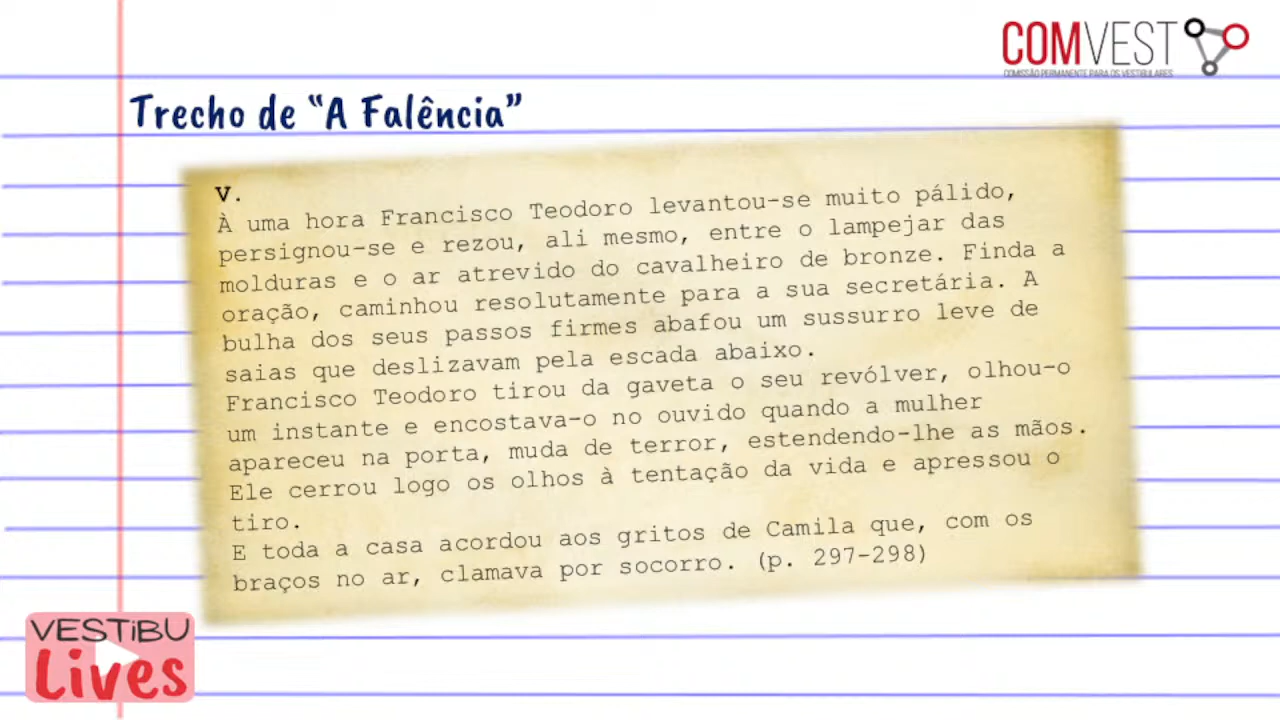 COMVEST
COMISSÃO PERMANENTE PARA OS VESTIBULARES
Trecho de “A Falência”
V.
À uma hora Francisco Teodoro levantou-se muito pálido,
persignou-se e rezou, ali mesmo, entre o lampejar das
molduras e o ar atrevido do cavalheiro de bronze. Finda a
oração, caminhou resolutamente para a sua secretária. A
bulha dos seus passos firmes abafou um sussurro leve de
saias que deslizavam pela escada abaixo.
Francisco Teodoro tirou da gaveta o seu revólver, olhou-o
um instante e encostava-o no ouvido quando a mulher
apareceu na porta, muda de terror, estendendo-lhe as mãos.
Ele cerrou logo os olhos à tentação da vida e apressou o
tiro.
E toda a casa acordou aos gritos de Camila que, com os
braços no ar, clamava por socorro. (p. 297-298)
VESTiBU
Lives